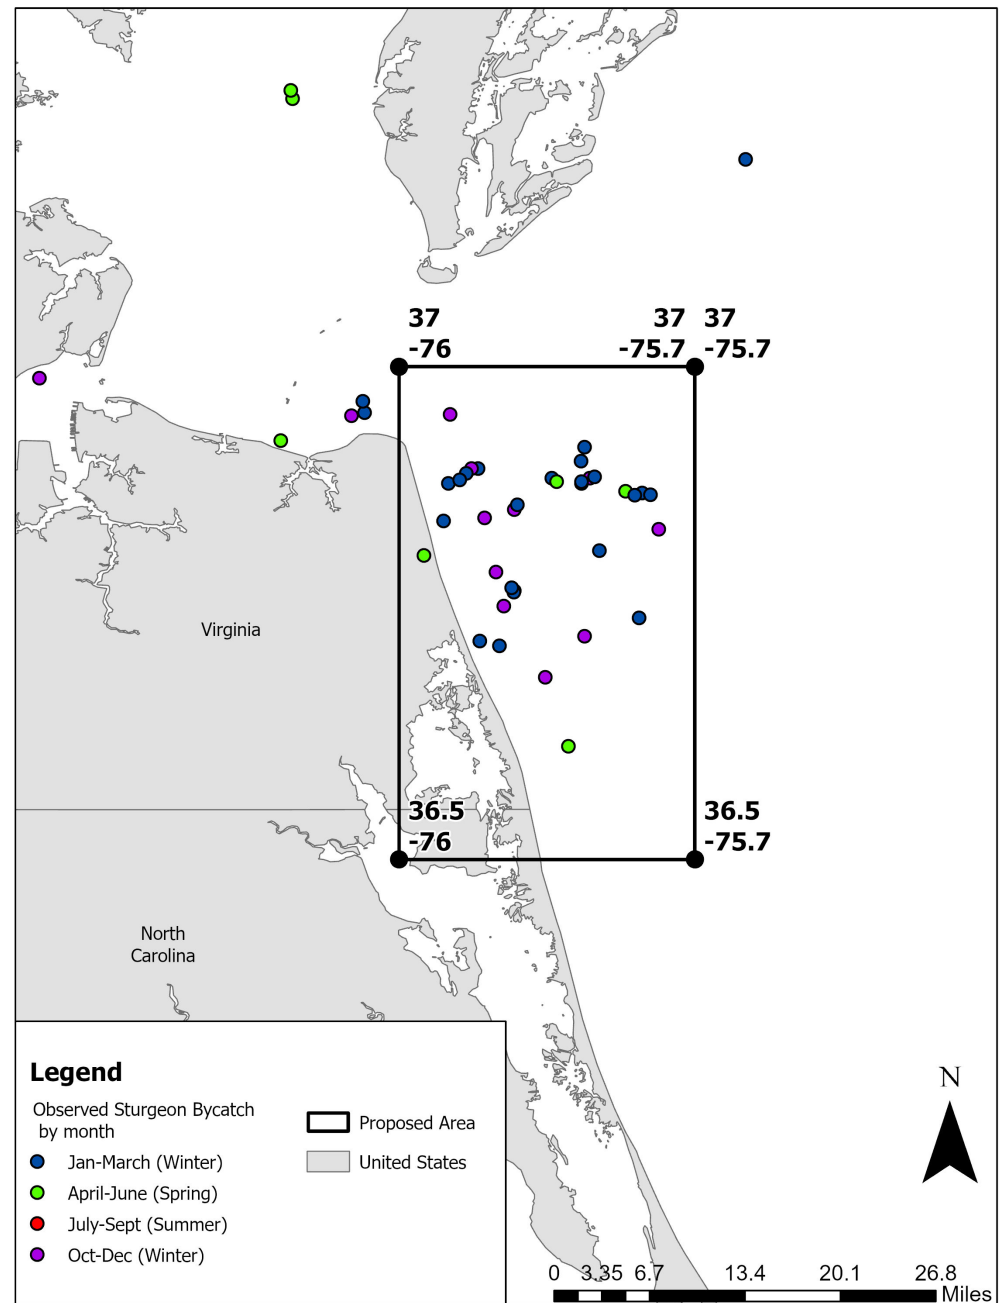 37
-76
37
-75.7
37
-75.7
Virginia
36.5
-76
36.5
-75.7
North
Carolina
Legend
Observed Sturgeon Bycatch
by month
Jan-March (Winter)
April-June (Spring)
July-Sept (Summer)
Oct-Dec (Winter)
Proposed Area
United States
N
0 3.35 6.7 13.4 20.1 26.8
Miles